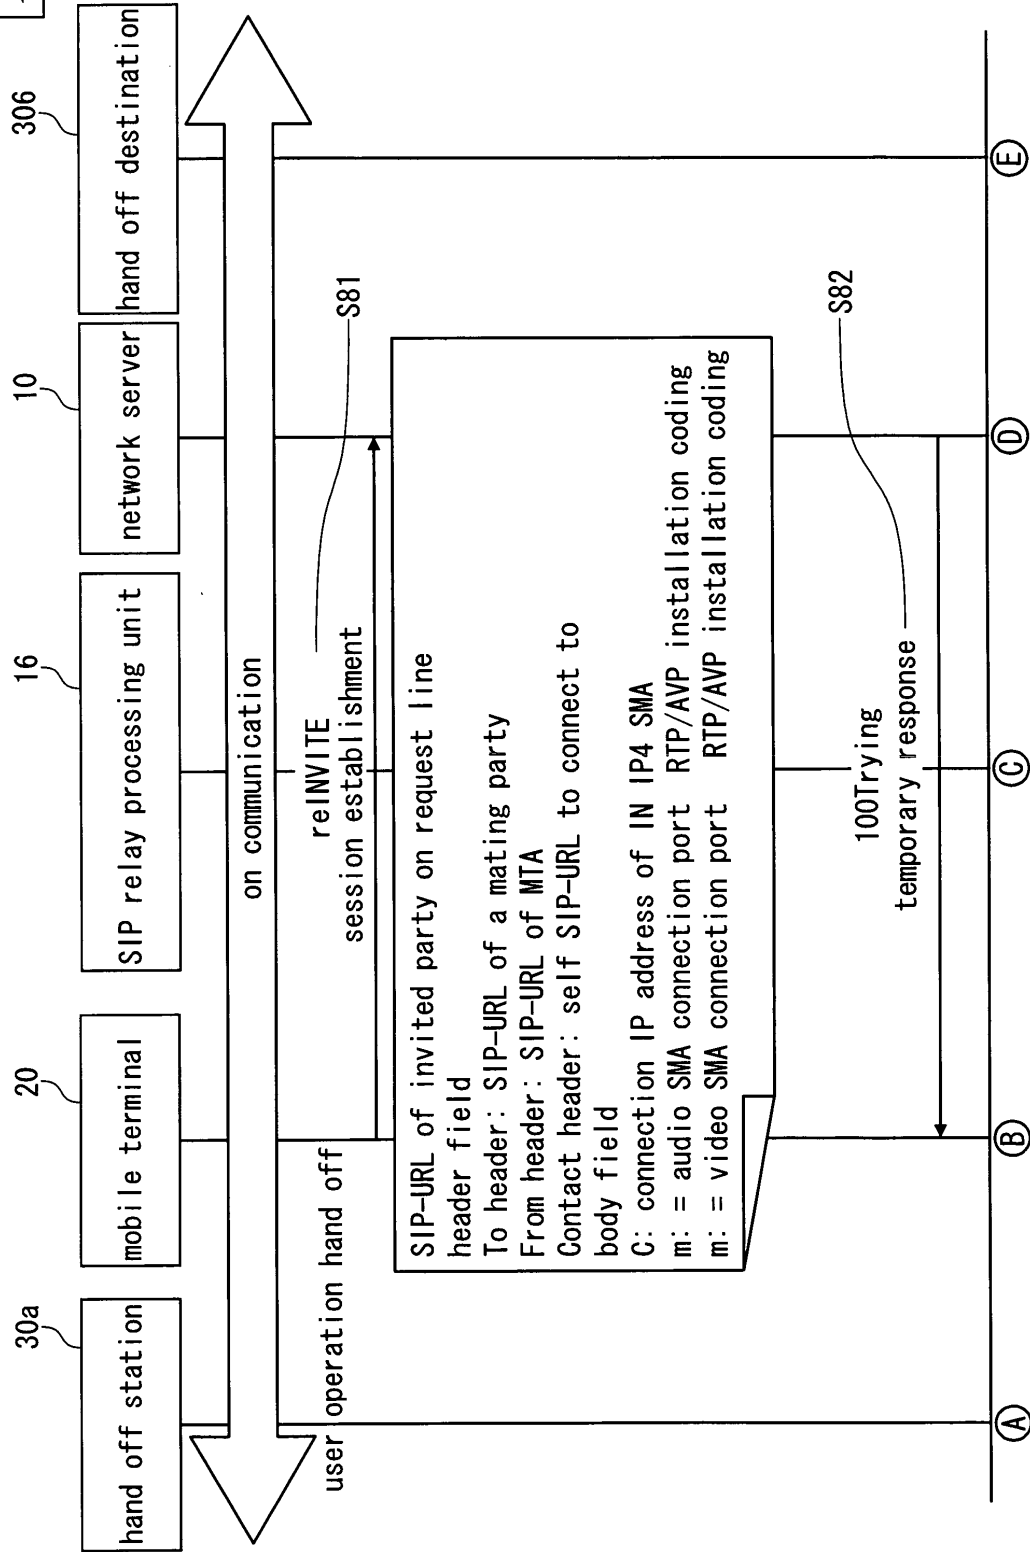 30a
20
16
10
306
hand off station
mobile terminal
SIP relay processing unit
network server
hand off destination
on communication
user operation hand off
reINVITE
session establishment
S81
SIP-URL of invited party on request line
header field
To header: SIP-URL of a mating party
From header: SIP-URL of MTA
Contact header: self SIP-URL to connect to
body field
C: connection IP address of IN IP4 SMA
m: = audio SMA connection port RTP/AVP installation coding
m: = video SMA connection port RTP/AVP installation coding
100Trying
temporary response
S82
A
B
C
D
E